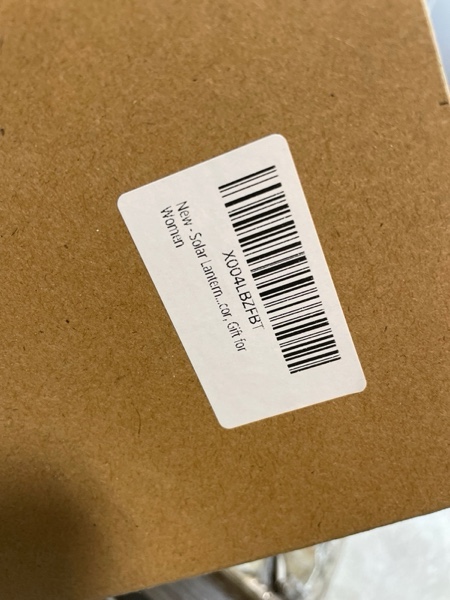 X004LBZFBT
New - Solar Lantern...cor, Gift for
Women